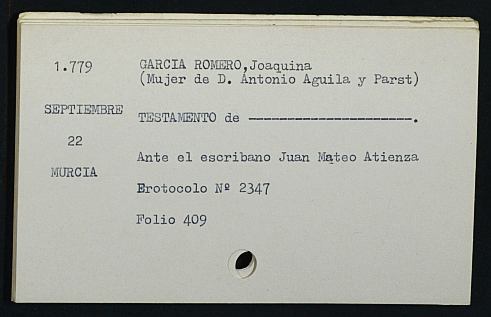 1.779
GARCIA ROMERO,Joaquina
(Mujer de D. Antonio Aguila y Parst)
SEPTIEMBRE
22
MURCIA
TESTAMENTO de ---------------------.
Ante el escribano Juan Mateo Atienza
Erotocolo Nº 2347
Folio 409